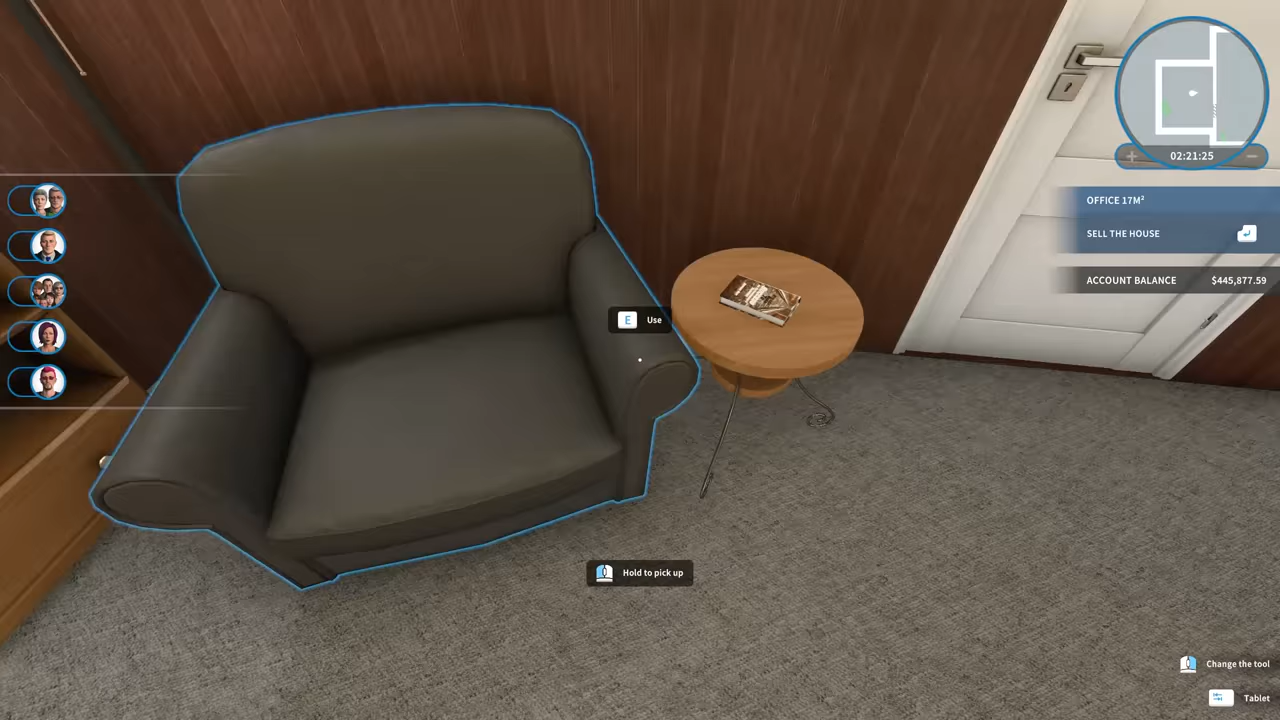 02:21:25
OFFICE 17M²
SELL THE HOUSE
ACCOUNT BALANCE $445,877.59
E Use
Hold to pick up
Change the tool
Tablet